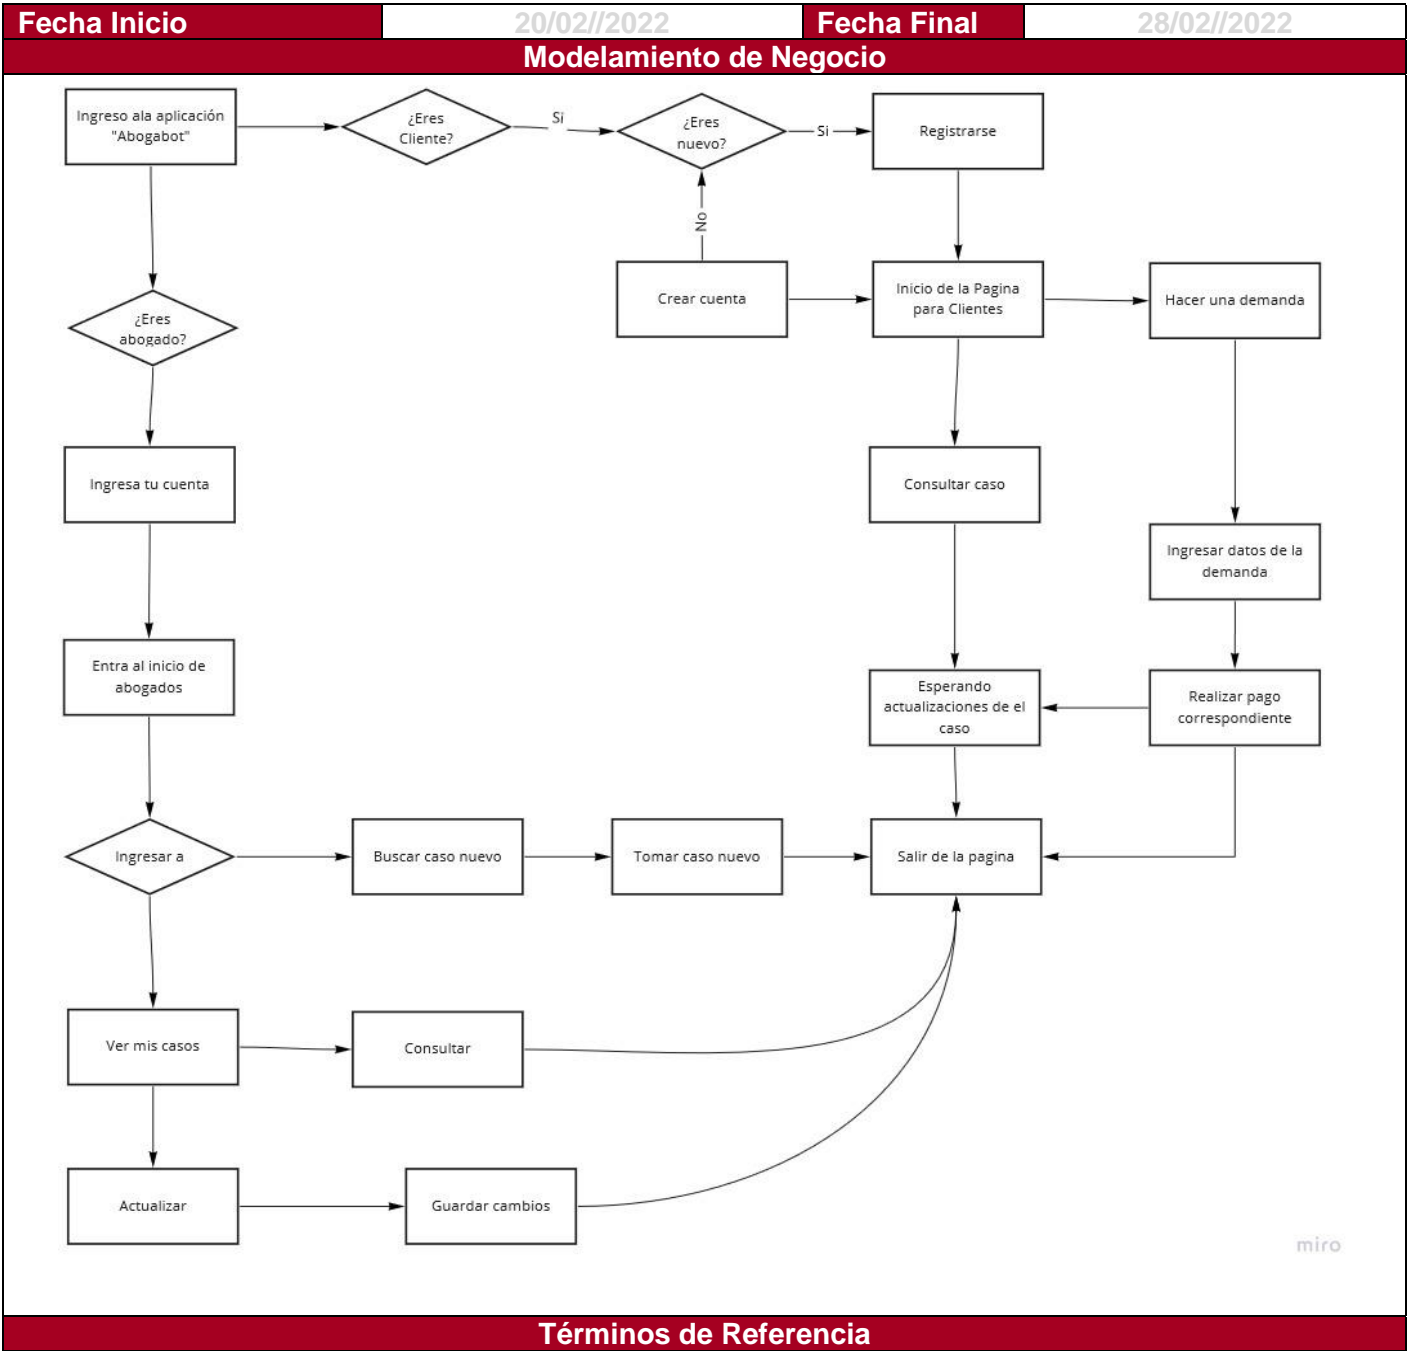 Fecha Inicio 20/02//2022 Fecha Final 28/02//2022
Modelamiento de Negocio
Ingreso ala aplicación
"Abogabot"
¿Eres
Cliente?
Si
¿Eres
nuevo?
Si
Registrarse
No
Crear cuenta
Inicio de la Pagina
para Clientes
Hacer una demanda
¿Eres
abogado?
Ingresa tu cuenta
Consultar caso
Ingresar datos de la
demanda
Entra al inicio de
abogados
Esperando
actualizaciones de el
caso
Realizar pago
correspondiente
Ingresar a
Buscar caso nuevo
Tomar caso nuevo
Salir de la pagina
Ver mis casos
Consultar
Actualizar
Guardar cambios
miro
Términos de Referencia